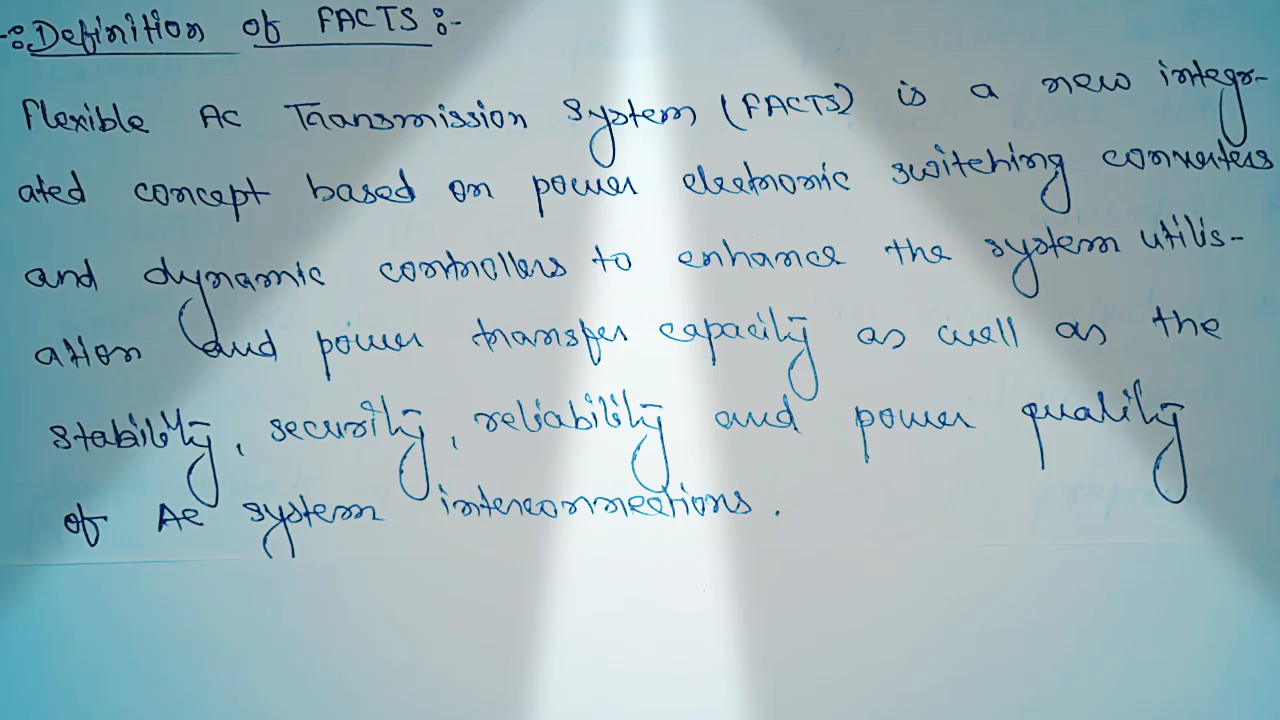 -:Definition of FACTS:-
Flexible AC Transmission System (FACTS) is a new integr-
ated concept based on power electronic switching converters
and dynamic controllers to enhance the system utilis-
ation and power transfer capacity as well as the
stability, security, reliability and power quality
of AC system interconnections.